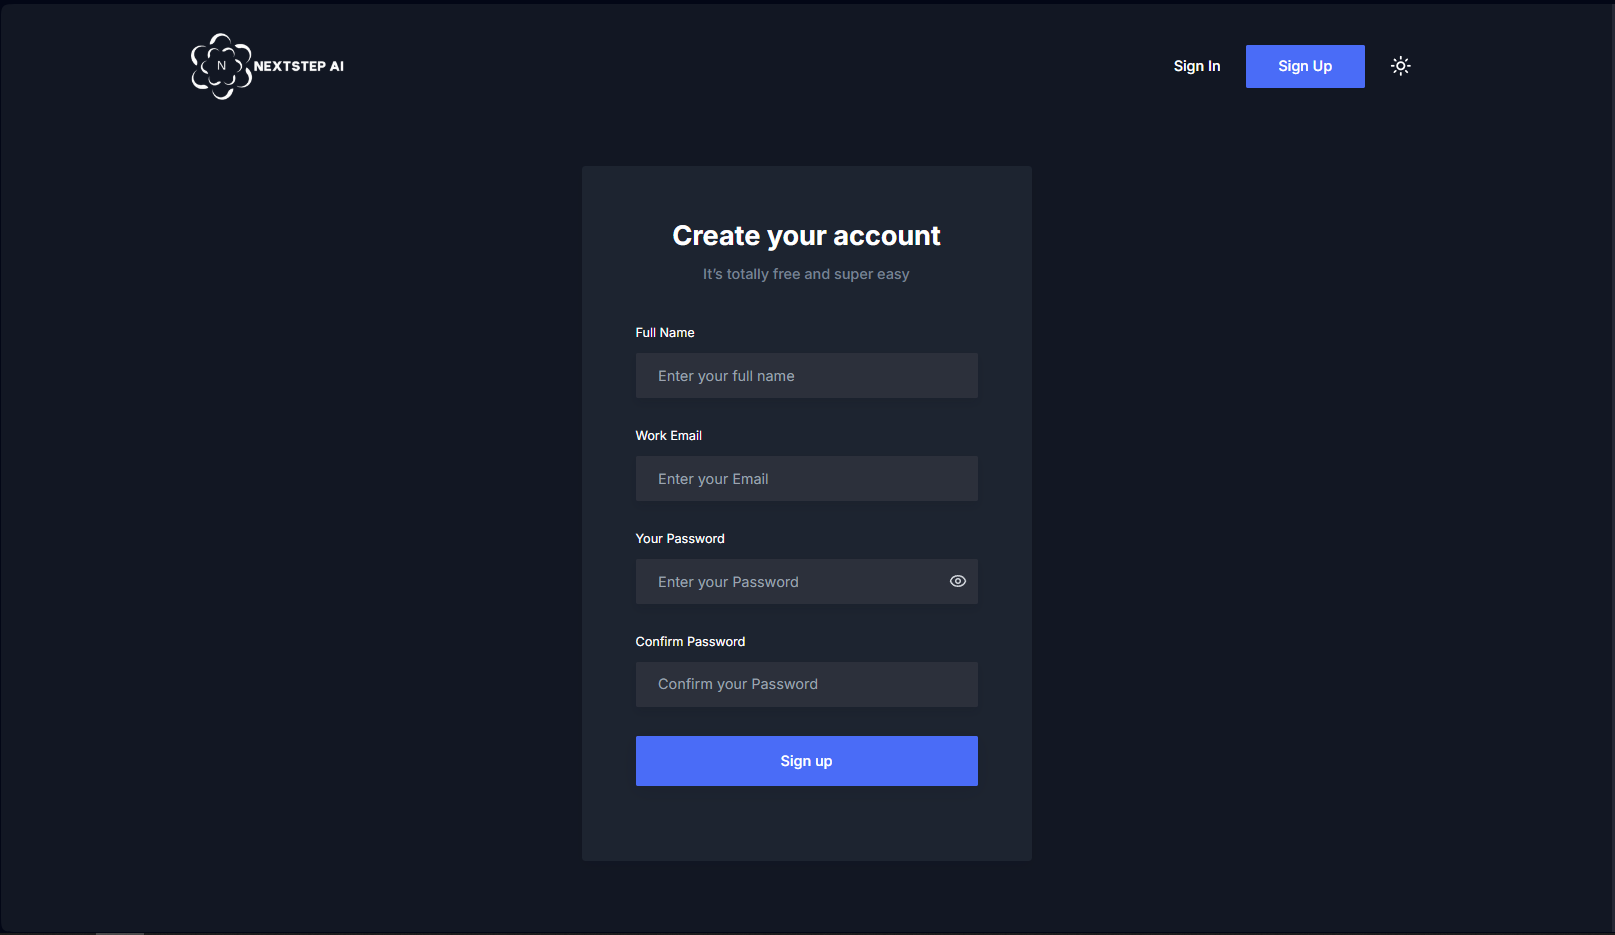 N
NEXTSTEP AI
Sign In
Sign Up
Create your account
It's totally free and super easy
Full Name
Enter your full name
Work Email
Enter your Email
Your Password
Enter your Password
Confirm Password
Confirm your Password
Sign up